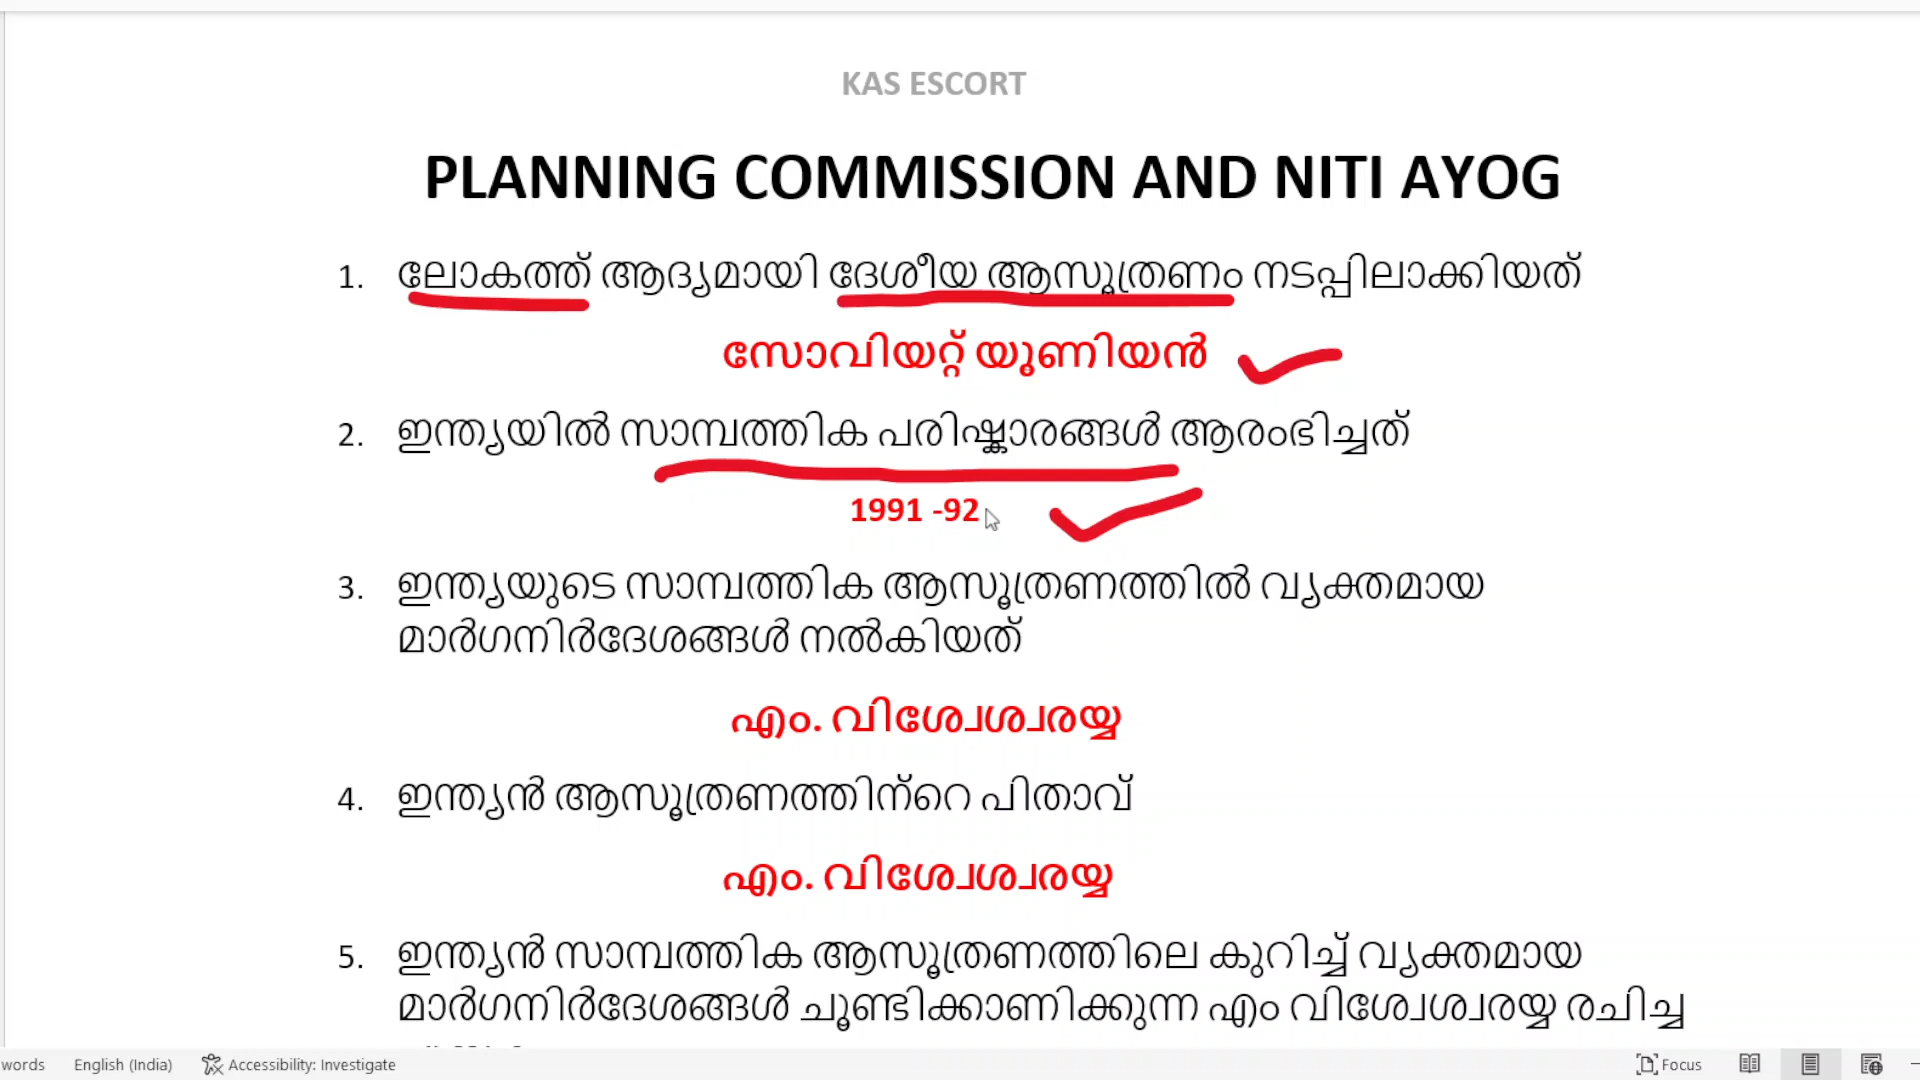 KAS ESCORT
PLANNING COMMISSION AND NITI AYOG
1. ലോകത്ത് ആദ്യമായി ദേശീയ ആസൂത്രണം നടപ്പിലാക്കിയത്
സോവിയറ്റ് യൂണിയൻ
2. ഇന്ത്യയിൽ സാമ്പത്തിക പരിഷ്കാരങ്ങൾ ആരംഭിച്ചത്
1991 -92
3. ഇന്ത്യയുടെ സാമ്പത്തിക ആസൂത്രണത്തിൽ വ്യക്തമായ
മാർഗനിർദേശങ്ങൾ നൽകിയത്
എം. വിശ്വേശ്വരയ്യ
4. ഇന്ത്യൻ ആസൂത്രണത്തിന്റെ പിതാവ്
എം. വിശ്വേശ്വരയ്യ
5. ഇന്ത്യൻ സാമ്പത്തിക ആസൂത്രണത്തിലെ കുറിച്ച് വ്യക്തമായ
മാർഗനിർദേശങ്ങൾ ചൂണ്ടിക്കാണിക്കുന്ന എം വിശ്വേശ്വരയ്യ രചിച്ച
words English (India) Accessibility: Investigate Focus